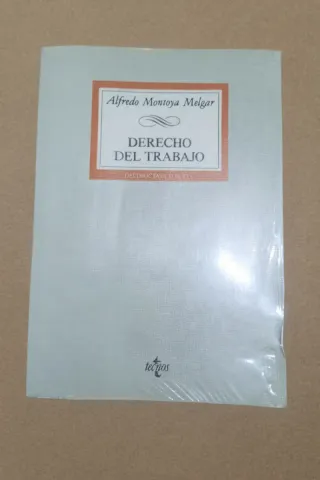 Alfredo Montoya Melgar
DERECHO
DEL TRABAJO
tecnos